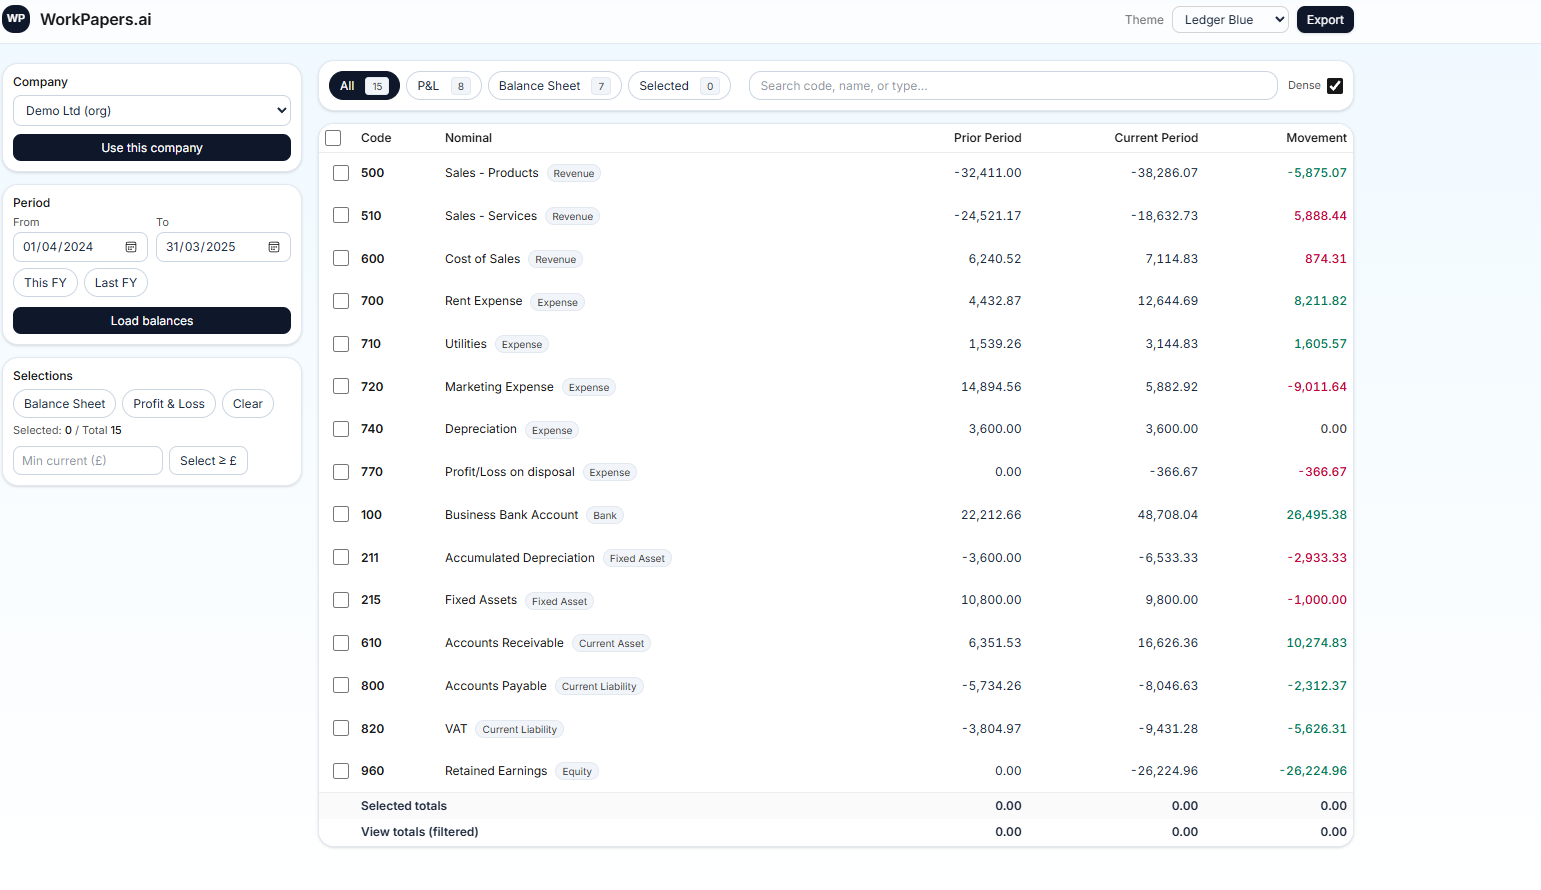 WP WorkPapers.ai
Theme Ledger Blue Export
Company
Demo Ltd (org)
Use this company
Period
From To
01/04/2024 31/03/2025
This FY Last FY
Load balances
Selections
Balance Sheet Profit & Loss Clear
Selected: 0 / Total 15
Min current (£) Select ≥ £
All 15 P&L 8 Balance Sheet 7 Selected 0 Search code, name, or type... Dense
Code Nominal Prior Period Current Period Movement
500 Sales - Products Revenue -32,411.00 -38,286.07 -5,875.07
510 Sales - Services Revenue -24,521.17 -18,632.73 5,888.44
600 Cost of Sales Revenue 6,240.52 7,114.83 874.31
700 Rent Expense Expense 4,432.87 12,644.69 8,211.82
710 Utilities Expense 1,539.26 3,144.83 1,605.57
720 Marketing Expense Expense 14,894.56 5,882.92 -9,011.64
740 Depreciation Expense 3,600.00 3,600.00 0.00
770 Profit/Loss on disposal Expense 0.00 -366.67 -366.67
100 Business Bank Account Bank 22,212.66 48,708.04 26,495.38
211 Accumulated Depreciation Fixed Asset -3,600.00 -6,533.33 -2,933.33
215 Fixed Assets Fixed Asset 10,800.00 9,800.00 -1,000.00
610 Accounts Receivable Current Asset 6,351.53 16,626.36 10,274.83
800 Accounts Payable Current Liability -5,734.26 -8,046.63 -2,312.37
820 VAT Current Liability -3,804.97 -9,431.28 -5,626.31
960 Retained Earnings Equity 0.00 -26,224.96 -26,224.96
Selected totals 0.00 0.00 0.00
View totals (filtered) 0.00 0.00 0.00